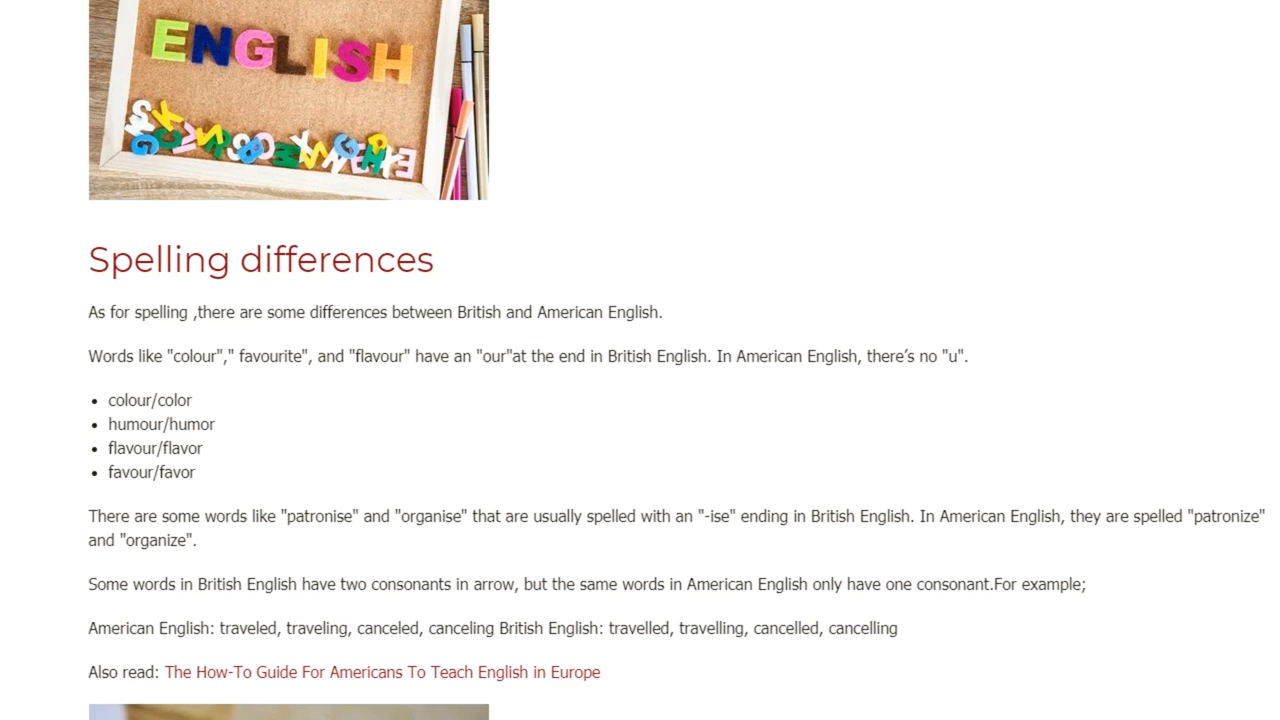 ENGLISH
Spelling differences
As for spelling ,there are some differences between British and American English.
Words like "colour"," favourite", and "flavour" have an "our"at the end in British English. In American English, there’s no "u".
• colour/color
• humour/humor
• flavour/flavor
• favour/favor
There are some words like "patronise" and "organise" that are usually spelled with an "-ise" ending in British English. In American English, they are spelled "patronize"
and "organize".
Some words in British English have two consonants in arrow, but the same words in American English only have one consonant.For example;
American English: traveled, traveling, canceled, canceling British English: travelled, travelling, cancelled, cancelling
Also read: The How-To Guide For Americans To Teach English in Europe